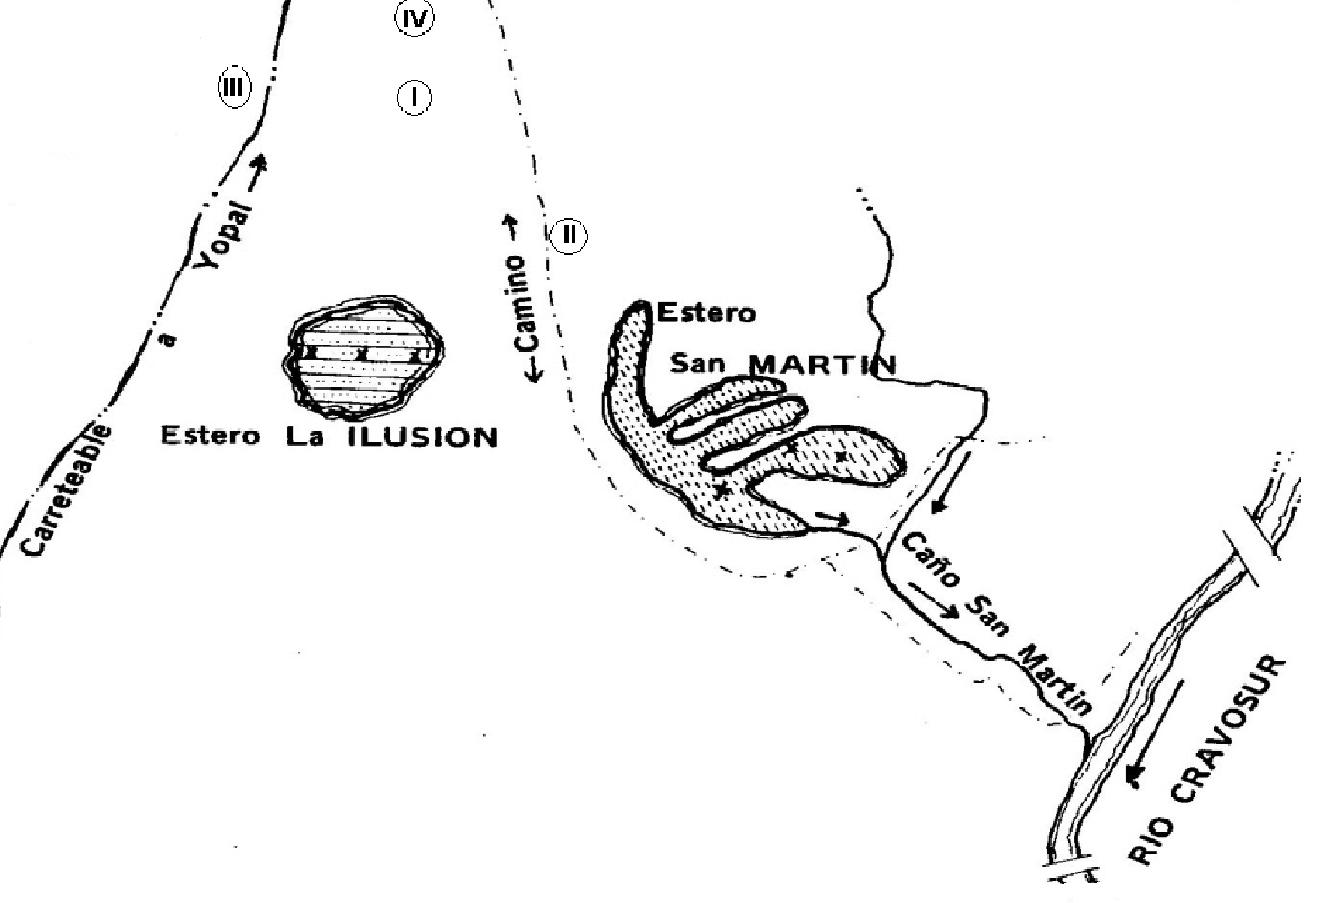 IV
III
I
II
Carreteable a Yopal
Camino
Estero
San MARTIN
Estero La ILUSION
Caño San Martin
RIO CRAVOSUR